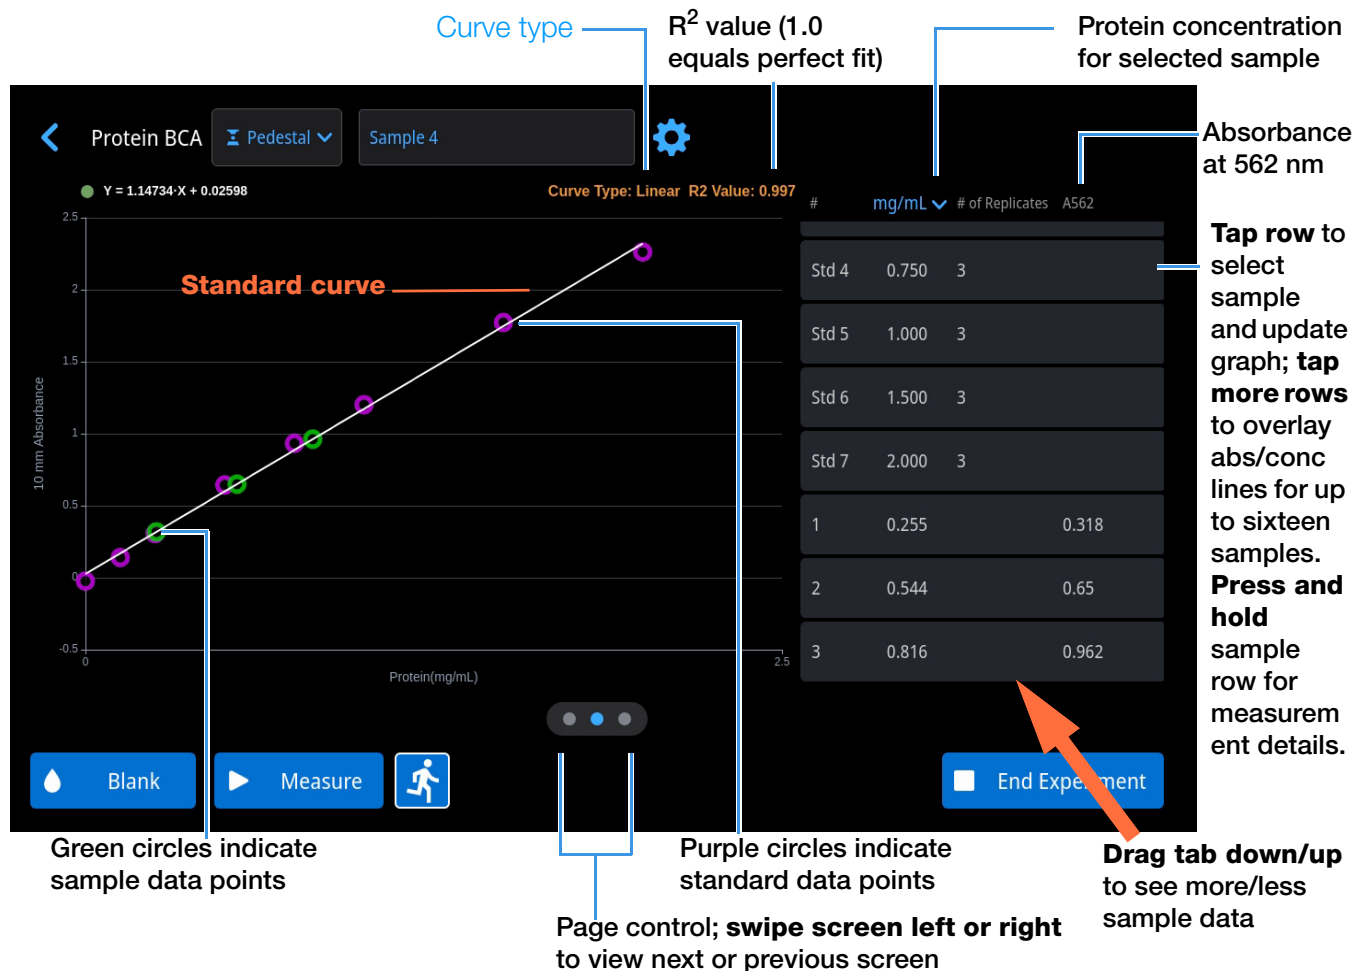 Curve type
R2 value (1.0
equals perfect fit)
Protein concentration
for selected sample
Absorbance
at 562 nm
Protein BCA
Pedestal
Sample 4
Y = 1.14734·X + 0.02598
Curve Type: Linear R2 Value: 0.997
# mg/mL # of Replicates A562
Std 4 0.750 3
Std 5 1.000 3
Std 6 1.500 3
Std 7 2.000 3
1 0.255 0.318
2 0.544 0.65
3 0.816 0.962
Standard curve
10 mm Absorbance
2.5
2
1.5
1
0.5
0
-0.5
0
2.5
Protein(mg/mL)
Tap row to
select
sample
and update
graph; tap
more rows
to overlay
abs/conc
lines for up
to sixteen
samples.
Press and
hold
sample
row for
measurem
ent details.
Blank
Measure
End Experiment
Green circles indicate
sample data points
Purple circles indicate
standard data points
Drag tab down/up
to see more/less
sample data
Page control; swipe screen left or right
to view next or previous screen